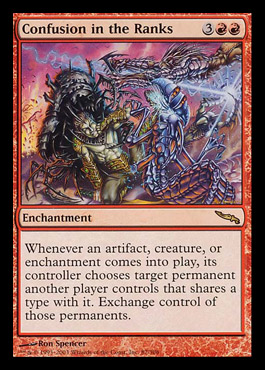 Confusion in the Ranks 3
Enchantment
Whenever an artifact, creature, or
enchantment comes into play, its
controller chooses target permanent
another player controls that shares a
type with it. Exchange control of
those permanents.
Ron Spencer